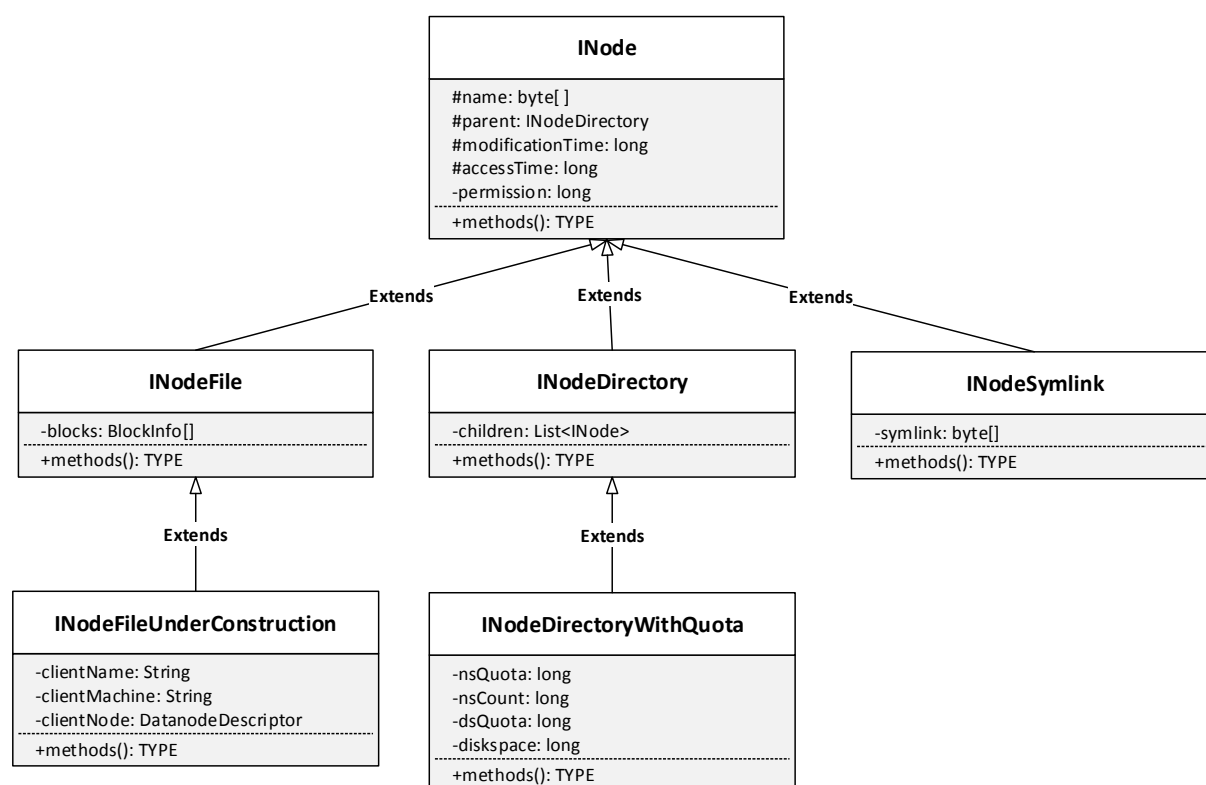 INode
#name: byte[ ]
#parent: INodeDirectory
#modificationTime: long
#accessTime: long
-permission: long
+methods(): TYPE
Extends
Extends
Extends
INodeFile
-blocks: BlockInfo[]
+methods(): TYPE
INodeDirectory
-children: List<INode>
+methods(): TYPE
INodeSymlink
-symlink: byte[]
+methods(): TYPE
Extends
Extends
INodeFileUnderConstruction
-clientName: String
-clientMachine: String
-clientNode: DatanodeDescriptor
+methods(): TYPE
INodeDirectoryWithQuota
-nsQuota: long
-nsCount: long
-dsQuota: long
-diskspace: long
+methods(): TYPE